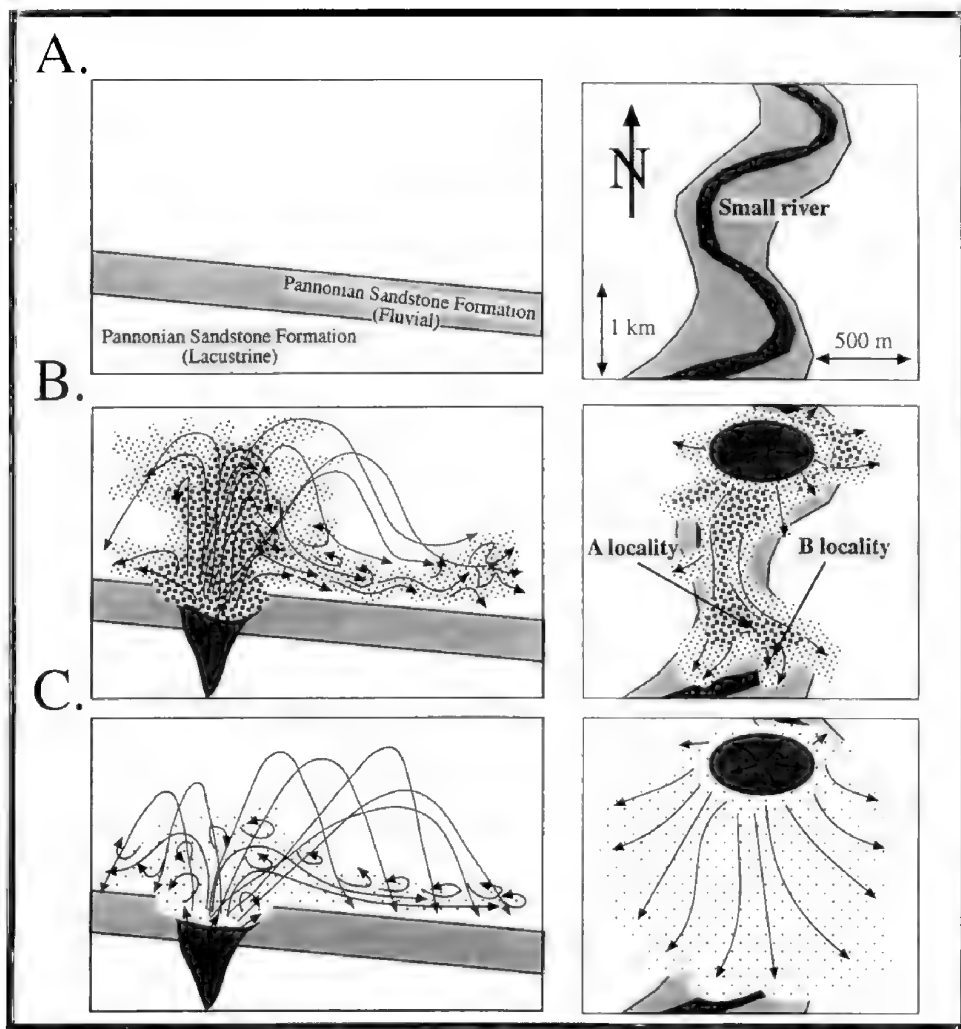 A.
Pannonian Sandstone Formation
(Fluvial)
Pannonian Sandstone Formation
(Lacustrine)
N
Small river
1 km
500 m
B.
A locality
B locality
C.